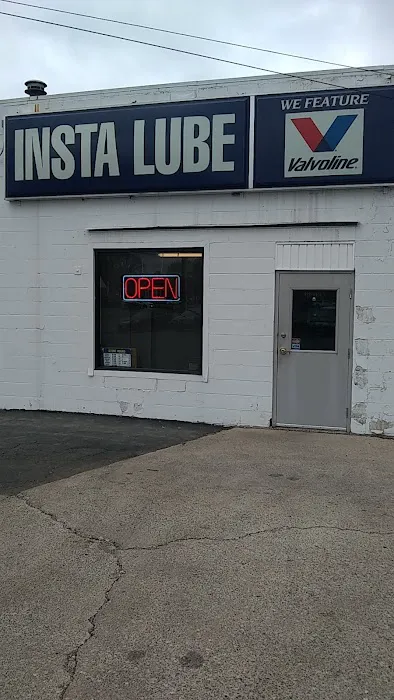 INSTA LUBE
WE FEATURE
Valvoline
OPEN